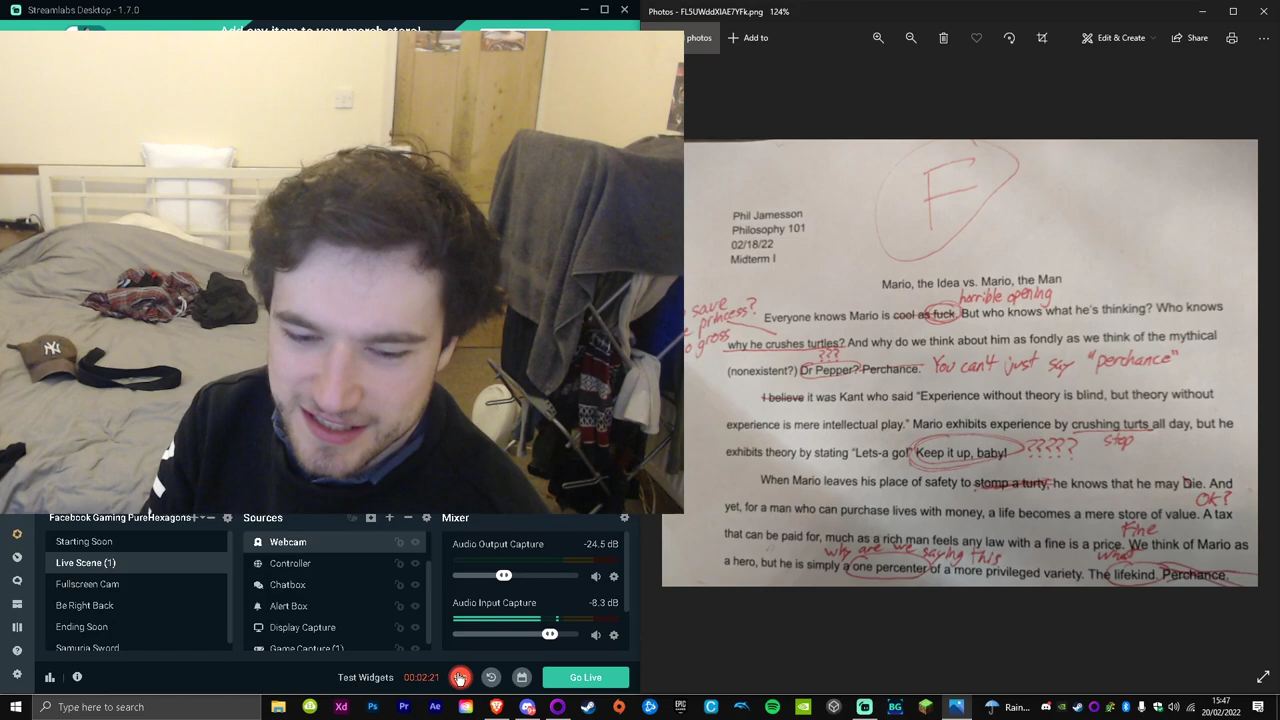 Streamlabs Desktop - 1.7.0
Photos - FL5UWddXIAE7YFk.png 124%
photos
Add to
Edit & Create
Share
F
Phil Jamesson
Philosophy 101
02/18/22
Midterm I
Mario, the Idea vs. Mario, the Man
horrible opening
save
princess?
gross
Everyone knows Mario is cool as fuck. But who knows what he's thinking? Who knows
why he crushes turtles? And why do we think about him as fondly as we think of the mythical
???
(nonexistent?) Dr Pepper? Perchance. You can't just say "perchance"
I believe it was Kant who said "Experience without theory is blind, but theory without
experience is mere intellectual play." Mario exhibits experience by crushing turts all day, but he
stop
exhibits theory by stating "Lets-a go!" Keep it up, baby! ?????
When Mario leaves his place of safety to stomp a turty, he knows that he may Die. And
OK?
yet, for a man who can purchase lives with money, a life becomes a mere store of value. A tax
fine
that can be paid for, much as a rich man feels any law with a fine is a price. We think of Mario as
why are we saying this
what
a hero, but he is simply a one percenter of a more privileged variety. The lifekind. Perchance.
NY
Facebook Gaming PureHexagons
Starting Soon
Live Scene (1)
Fullscreen Cam
Be Right Back
Ending Soon
Samuria Sword
Sources
Webcam
Controller
Chatbox
Alert Box
Display Capture
Game Capture (1)
Mixer
Audio Output Capture -24.5 dB
Audio Input Capture -8.3 dB
Test Widgets 00:02:21
Go Live
Type here to search
Xd
Ps
Pr
Ae
EPIC
BG
Rain...
15:47
20/02/2022